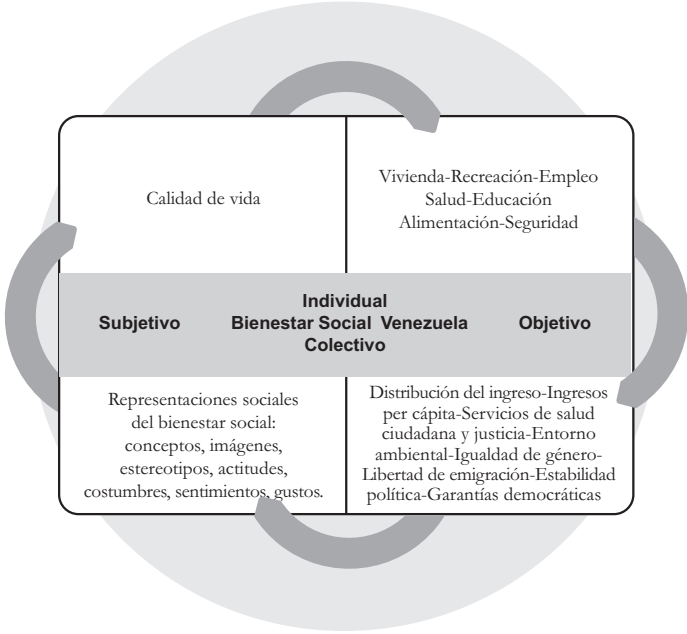 Calidad de vida
Vivienda-Recreación-Empleo
Salud-Educación
Alimentación-Seguridad
Subjetivo
Individual
Bienestar Social Venezuela
Colectivo
Objetivo
Representaciones sociales
del bienestar social:
conceptos, imágenes,
estereotipos, actitudes,
costumbres, sentimientos, gustos.
Distribución del ingreso-Ingresos
per cápita-Servicios de salud
ciudadana y justicia-Entorno
ambiental-Igualdad de género-
Libertad de emigración-Estabilidad
política-Garantías democráticas